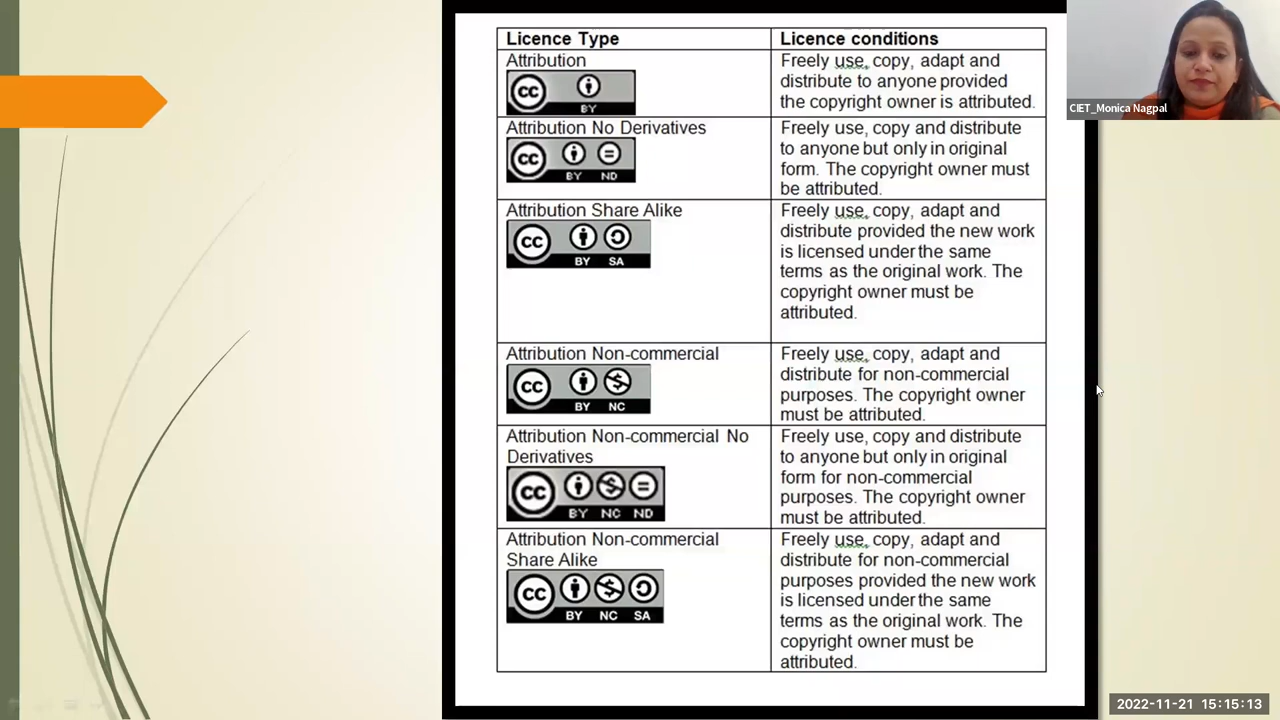 Licence Type
Licence conditions
Attribution
CC
BY
Freely use, copy, adapt and
distribute to anyone provided
the copyright owner is attributed.
Attribution No Derivatives
CC
BY ND
Freely use, copy and distribute
to anyone but only in original
form. The copyright owner must
be attributed.
Attribution Share Alike
CC
BY SA
Freely use, copy, adapt and
distribute provided the new work
is licensed under the same
terms as the original work. The
copyright owner must be
attributed.
Attribution Non-commercial
CC
BY NC
Freely use, copy, adapt and
distribute for non-commercial
purposes. The copyright owner
must be attributed.
Attribution Non-commercial No
Derivatives
CC
BY NC ND
Freely use, copy and distribute
to anyone but only in original
form for non-commercial
purposes. The copyright owner
must be attributed.
Attribution Non-commercial
Share Alike
CC
BY NC SA
Freely use, copy, adapt and
distribute for non-commercial
purposes provided the new work
is licensed under the same
terms as the original work. The
copyright owner must be
attributed.
CIET_Monica Nagpal
2022-11-21 15:15:13